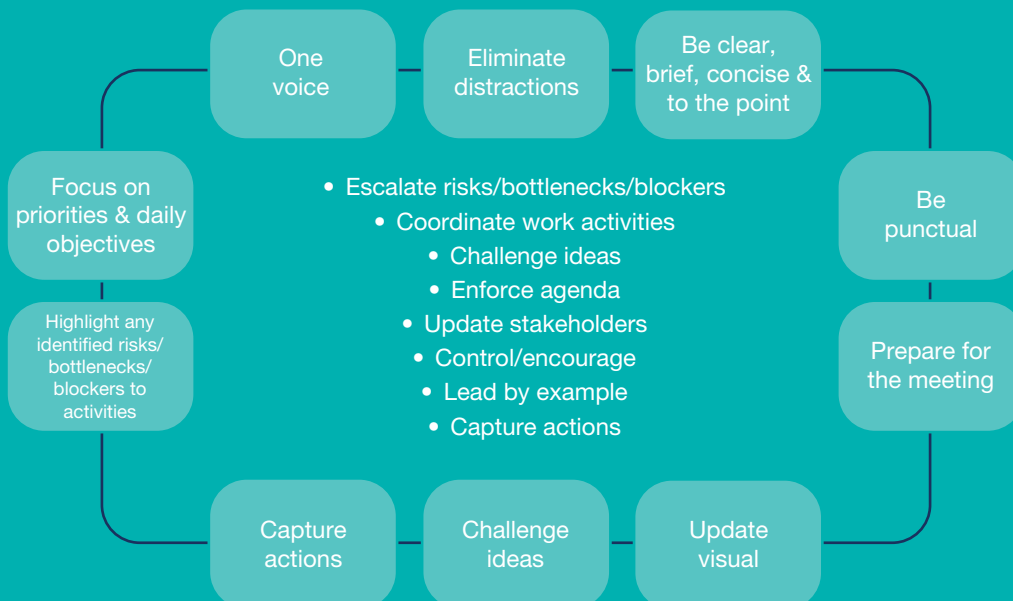 One
voice
Eliminate
distractions
Be clear,
brief, concise &
to the point
Focus on
priorities & daily
objectives
• Escalate risks/bottlenecks/blockers
• Coordinate work activities
• Challenge ideas
• Enforce agenda
• Update stakeholders
• Control/encourage
• Lead by example
• Capture actions
Be
punctual
Highlight any
identified risks/
bottlenecks/
blockers to
activities
Prepare for
the meeting
Capture
actions
Challenge
ideas
Update
visual